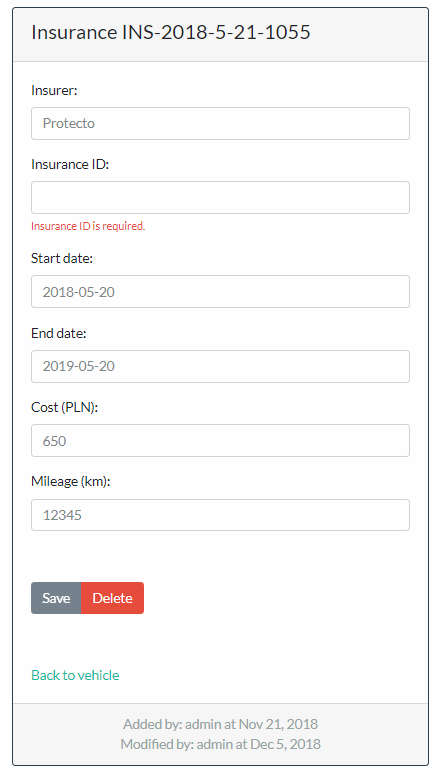 Insurance INS-2018-5-21-1055
Insurer:
Protecto
Insurance ID:
Insurance ID is required.
Start date:
2018-05-20
End date:
2019-05-20
Cost (PLN):
650
Mileage (km):
12345
Save Delete
Back to vehicle
Added by: admin at Nov 21, 2018
Modified by: admin at Dec 5, 2018